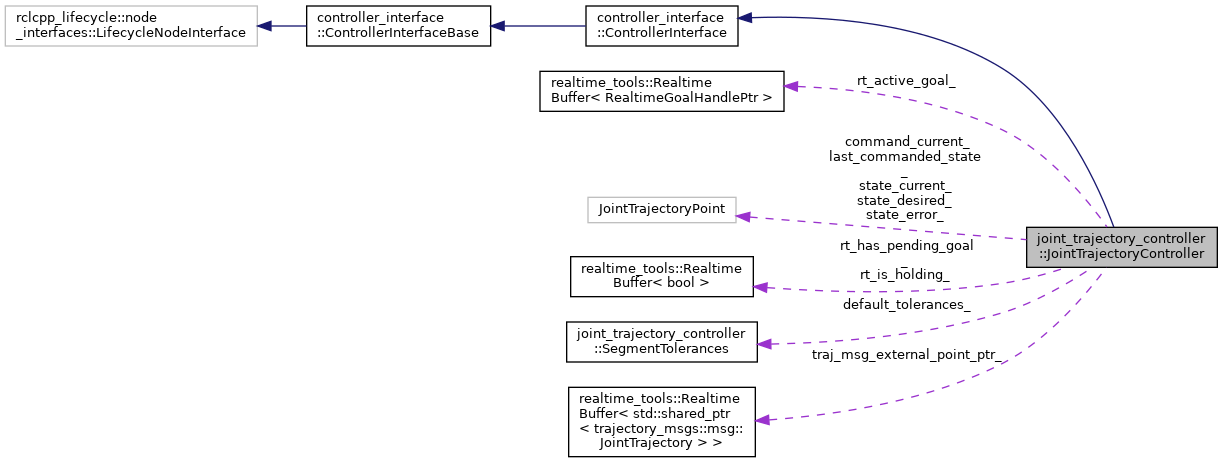 rclcpp_lifecycle::node
_interfaces::LifecycleNodeInterface
controller_interface
::ControllerInterfaceBase
controller_interface
::ControllerInterface
realtime_tools::Realtime
Buffer< RealtimeGoalHandlePtr >
rt_active_goal_
command_current_
last_commanded_state
_
state_current_
state_desired_
state_error_
JointTrajectoryPoint
joint_trajectory_controller
::JointTrajectoryController
rt_has_pending_goal
_
rt_is_holding_
realtime_tools::Realtime
Buffer< bool >
default_tolerances_
joint_trajectory_controller
::SegmentTolerances
traj_msg_external_point_ptr_
realtime_tools::Realtime
Buffer< std::shared_ptr
< trajectory_msgs::msg::
JointTrajectory > >